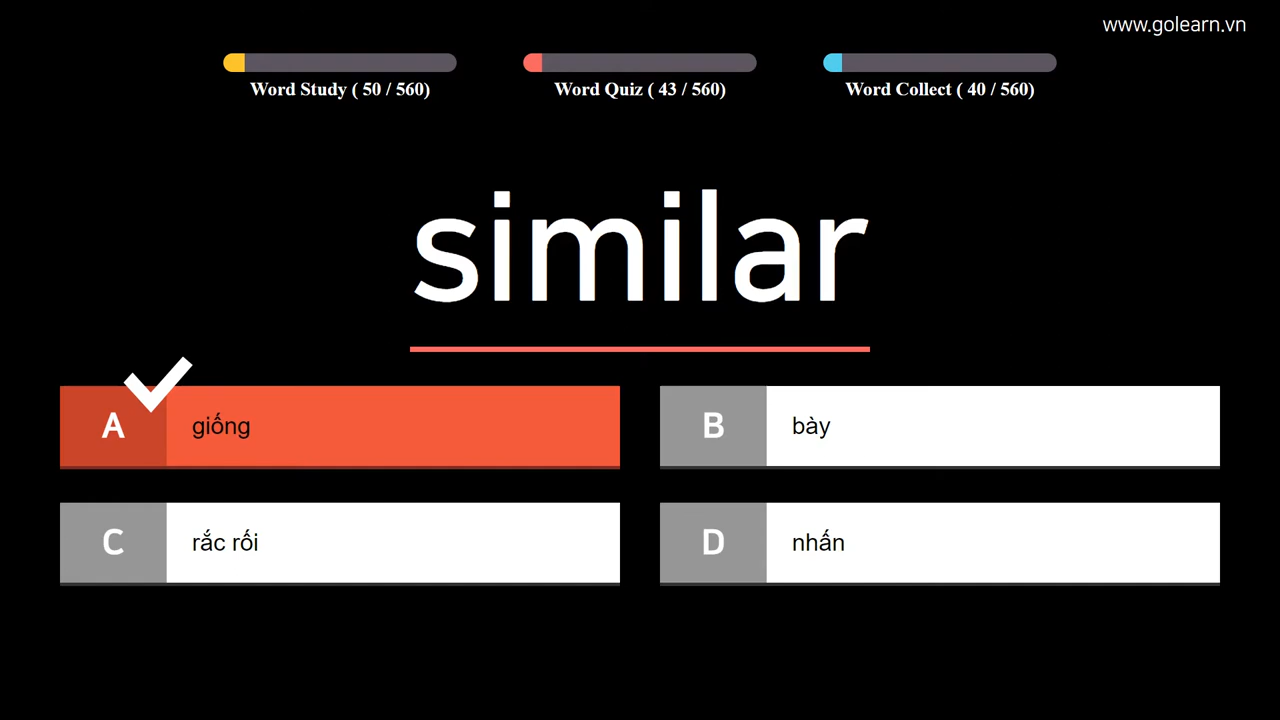 www.golearn.vn
Word Study ( 50 / 560)
Word Quiz ( 43 / 560)
Word Collect ( 40 / 560)
similar
A giống
B bày
C rắc rối
D nhấn